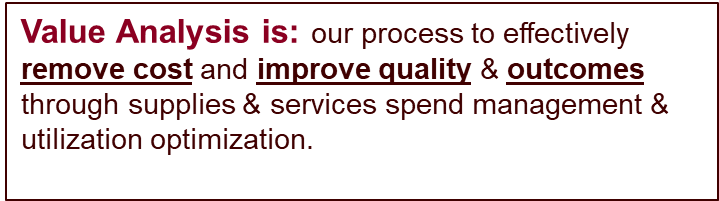 Value Analysis is: our process to effectively
remove cost and improve quality & outcomes
through supplies & services spend management &
utilization optimization.